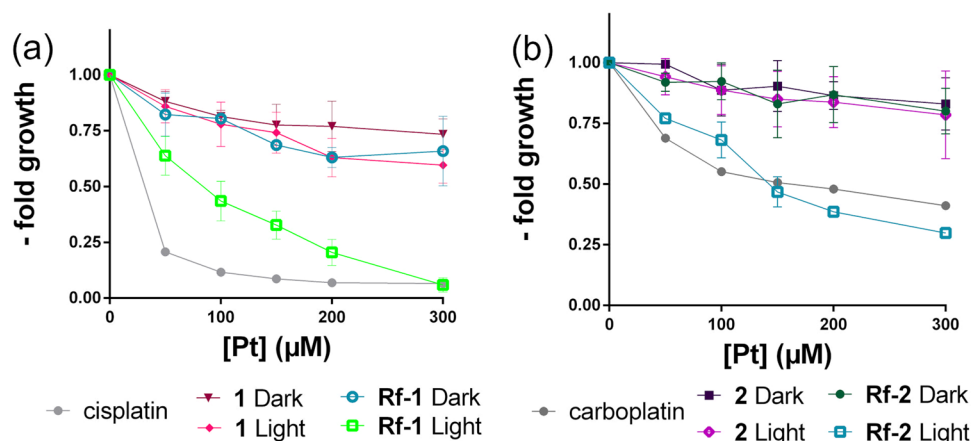 (a)
- fold growth
1.00
0.75
0.50
0.25
0.00
0
100
200
300
[Pt] (µM)
cisplatin
1 Dark
1 Light
Rf-1 Dark
Rf-1 Light
(b)
- fold growth
1.00
0.75
0.50
0.25
0.00
0
100
200
300
[Pt] (µM)
carboplatin
2 Dark
2 Light
Rf-2 Dark
Rf-2 Light